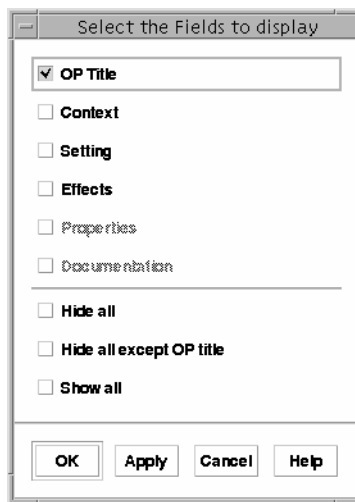 Select the Fields to display
OP Title
Context
Setting
Effects
Properties
Documentation
Hide all
Hide all except OP title
Show all
OK Apply Cancel Help